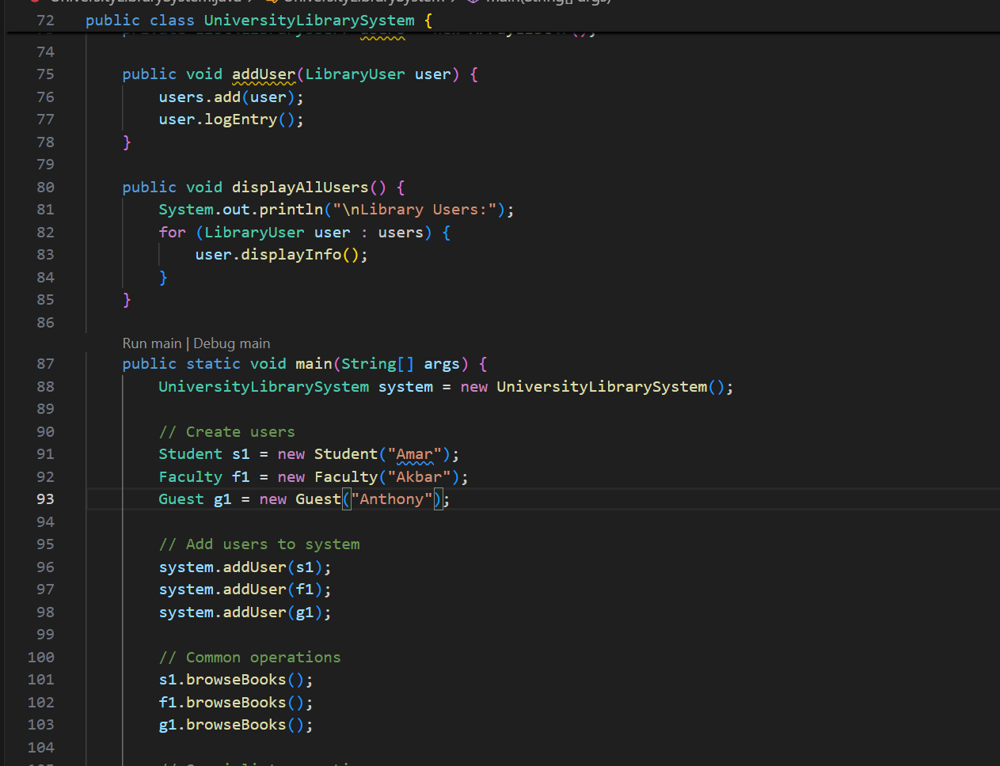 72 public class UniversityLibrarySystem {
74
75 public void addUser(LibraryUser user) {
76 users.add(user);
77 user.logEntry();
78 }
79
80 public void displayAllUsers() {
81 System.out.println("\nLibrary Users:");
82 for (LibraryUser user : users) {
83 user.displayInfo();
84 }
85 }
86
Run main | Debug main
87 public static void main(String[] args) {
88 UniversityLibrarySystem system = new UniversityLibrarySystem();
89
90 // Create users
91 Student s1 = new Student("Amar");
92 Faculty f1 = new Faculty("Akbar");
93 Guest g1 = new Guest("Anthony");
94
95 // Add users to system
96 system.addUser(s1);
97 system.addUser(f1);
98 system.addUser(g1);
99
100 // Common operations
101 s1.browseBooks();
102 f1.browseBooks();
103 g1.browseBooks();
104